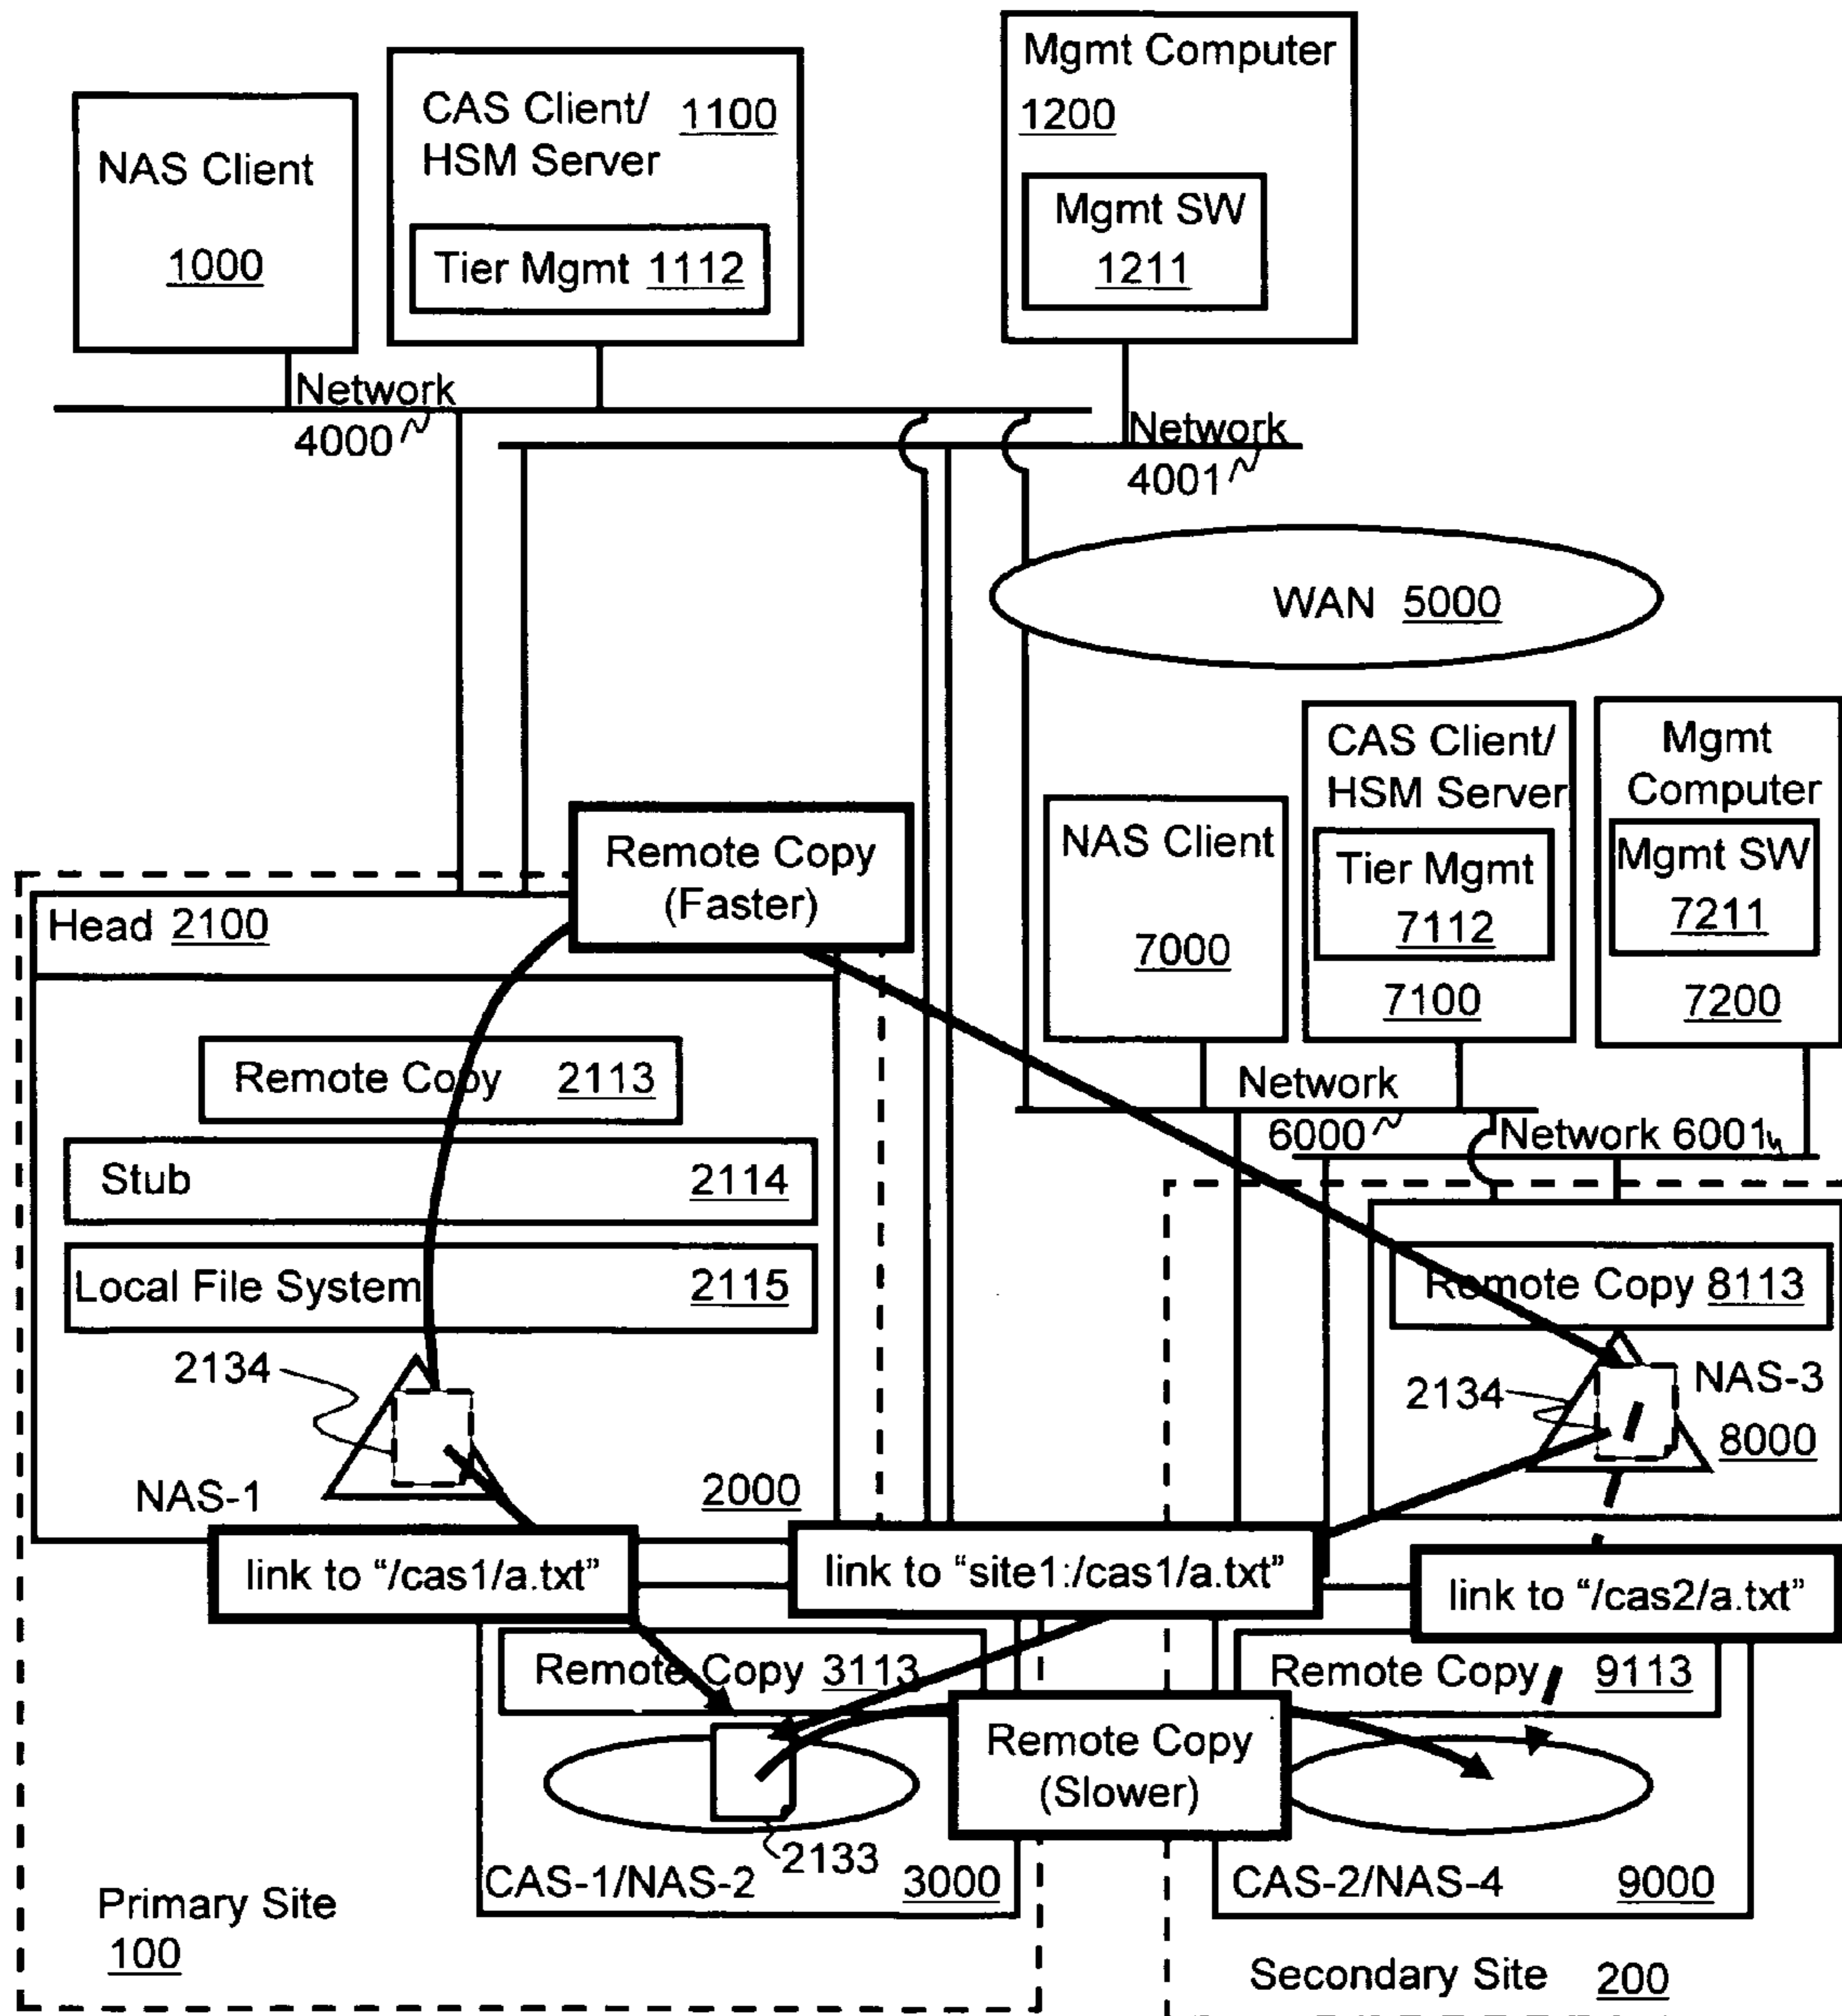 NAS Client
1000
CAS Client/ 1100
HSM Server
Tier Mgmt 1112
Mgmt Computer
1200
Mgmt SW
1211
Network
4000
Network
4001
WAN 5000
NAS Client
7000
CAS Client/
HSM Server
Tier Mgmt
7112
7100
Mgmt
Computer
Mgmt SW
7211
7200
Remote Copy
(Faster)
Head 2100
Remote Copy 2113
Stub 2114
Local File System 2115
2134
NAS-1
2000
Network
6000
Network 6001
Remote Copy 8113
2134
NAS-3
8000
link to “/cas1/a.txt”
link to “site1:/cas1/a.txt”
link to “/cas2/a.txt”
Remote Copy 3113
Remote Copy 9113
Remote Copy
(Slower)
2133
CAS-1/NAS-2 3000
CAS-2/NAS-4 9000
Primary Site
100
Secondary Site 200